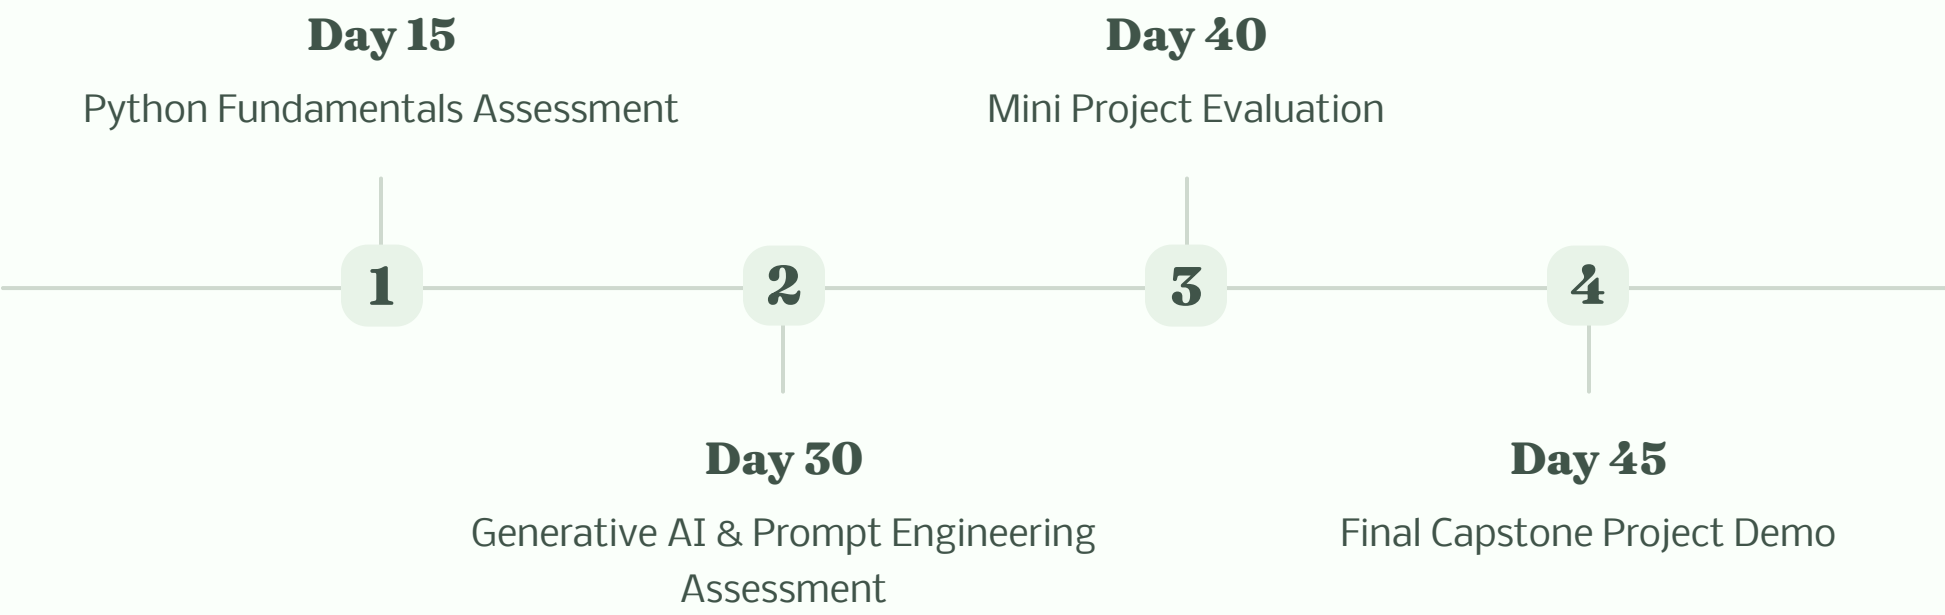 Day 15
Python Fundamentals Assessment
Day 40
Mini Project Evaluation
1
2
3
4
Day 30
Generative AI & Prompt Engineering
Assessment
Day 45
Final Capstone Project Demo